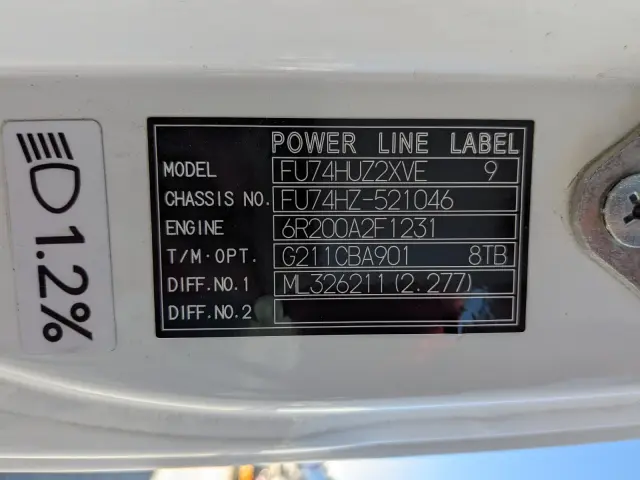 POWER LINE LABEL
MODEL FU74HUZ2XVE 9
CHASSIS NO. FU74HZ-521046
ENGINE 6R200A2F1231
T/M·OPT. G211CBA901 8TB
DIFF.NO.1 ML326211(2.277)
DIFF.NO.2
1.2%